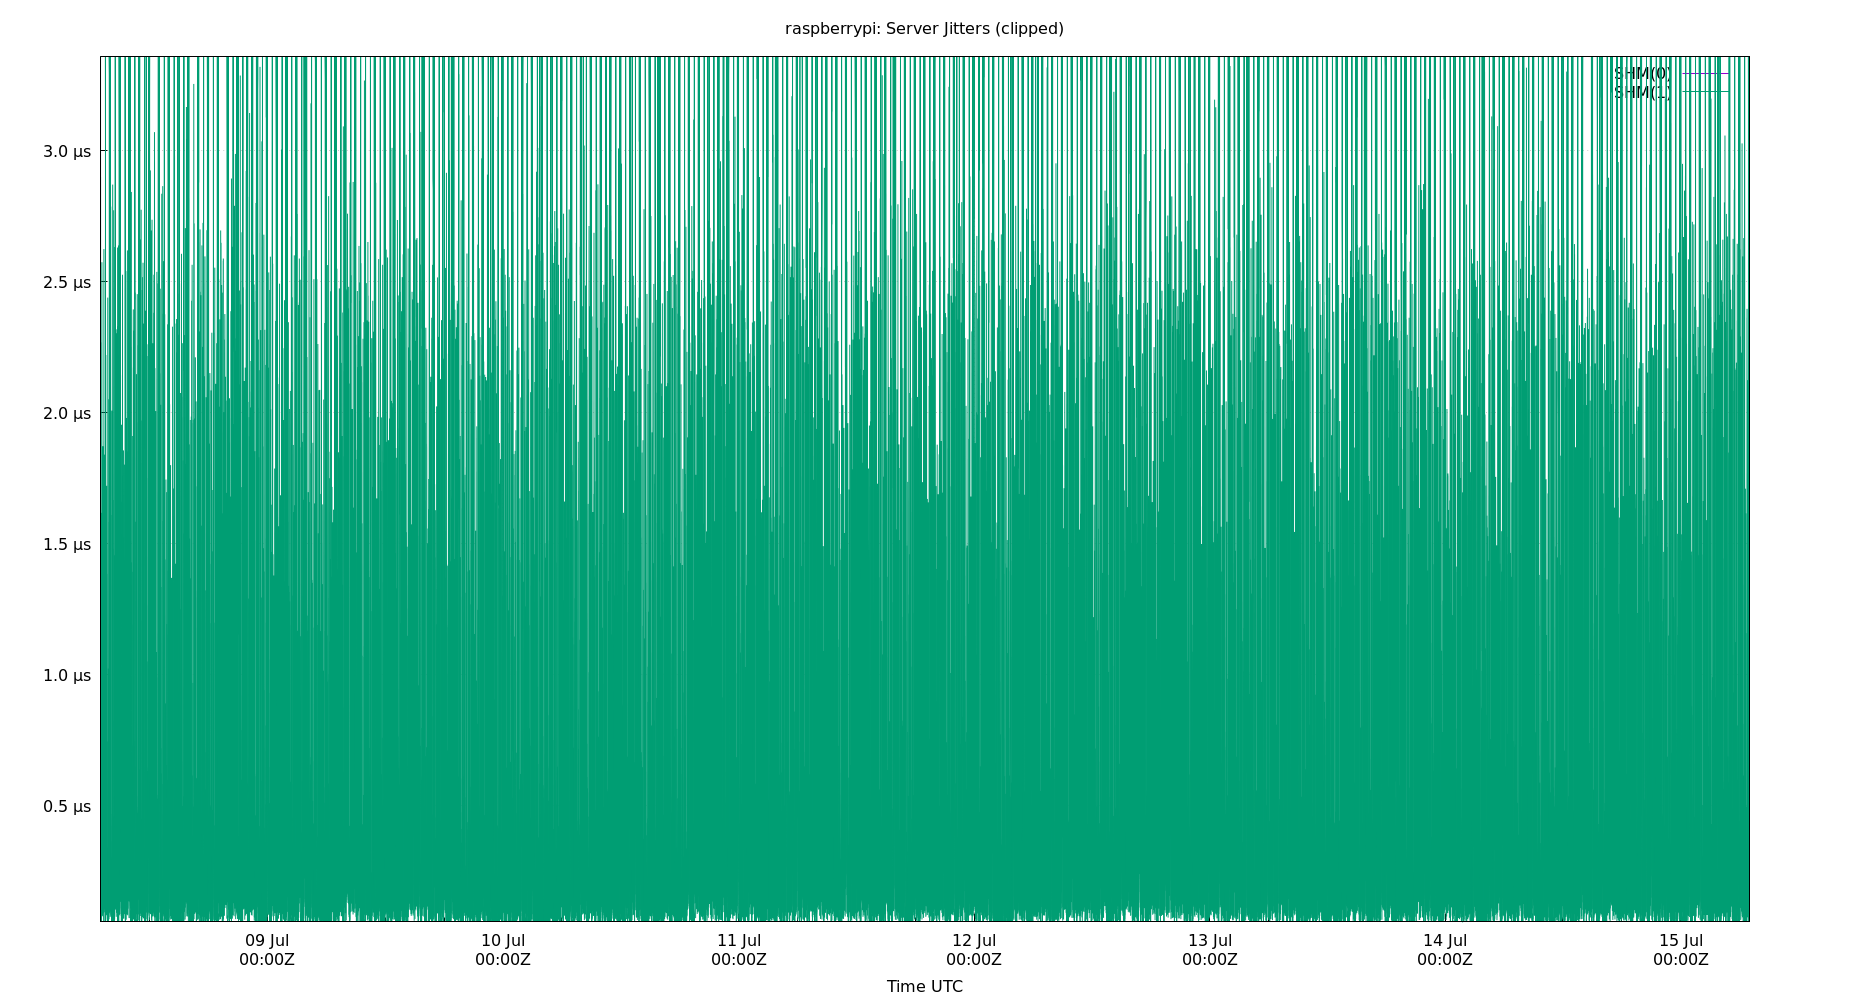 raspberrypi: Server Jitters (clipped)
SHM(0)
SHM(1)
3.0 µs
2.5 µs
2.0 µs
1.5 µs
1.0 µs
0.5 µs
09 Jul 10 Jul 11 Jul 12 Jul 13 Jul 14 Jul 15 Jul
00:00Z 00:00Z 00:00Z 00:00Z 00:00Z 00:00Z 00:00Z
Time UTC